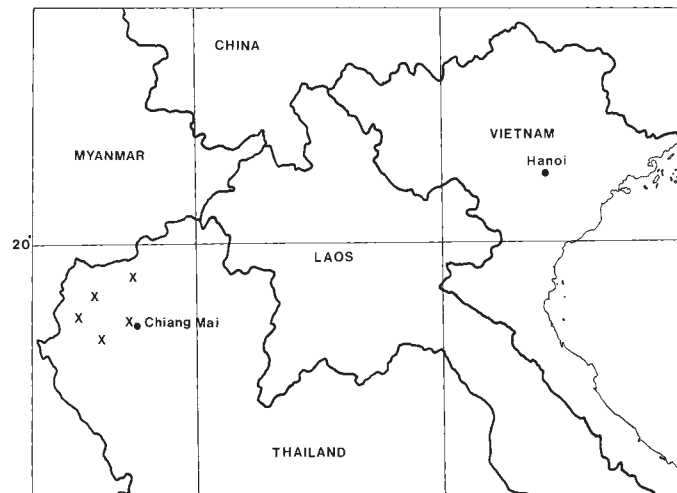 CHINA
VIETNAM
MYANMAR
Hanoi
20°
LAOS
X
X
X
X Chiang Mai
X
THAILAND